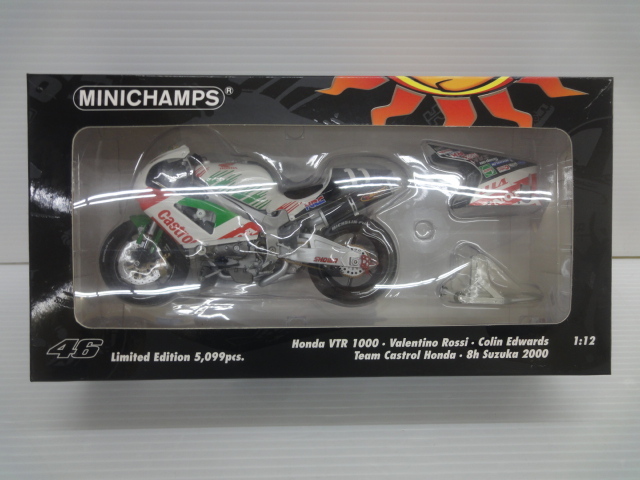 MINICHAMPS®
Castrol
46
Limited Edition 5,099pcs.
Honda VTR 1000 · Valentino Rossi · Colin Edwards
Team Castrol Honda · 8h Suzuka 2000
1:12